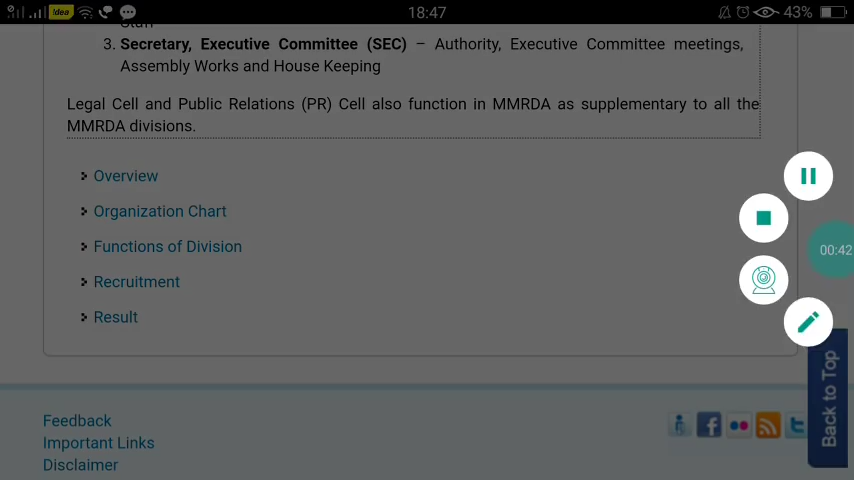 Idea 18:47 43%
Staff
3. Secretary, Executive Committee (SEC) – Authority, Executive Committee meetings,
Assembly Works and House Keeping
Legal Cell and Public Relations (PR) Cell also function in MMRDA as supplementary to all the
MMRDA divisions.
Overview
Organization Chart
Functions of Division
Recruitment
Result
00:42
Back to Top
Feedback
Important Links
Disclaimer